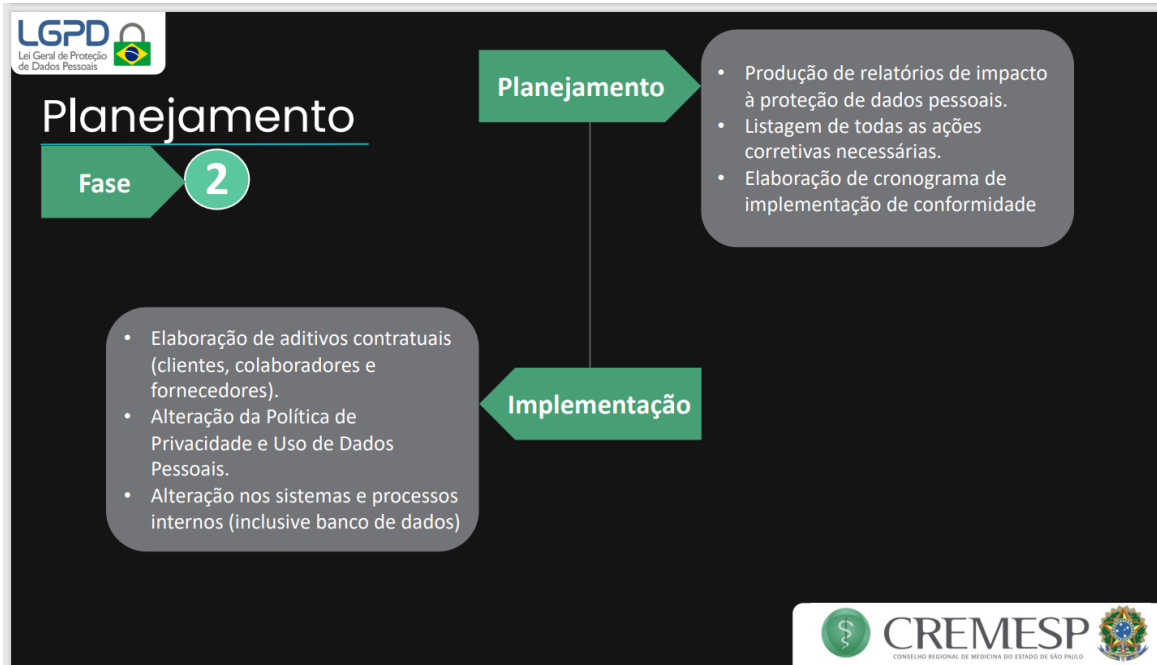 LGPD
Lei Geral de Proteção
de Dados Pessoais
Planejamento
Fase
2
Planejamento
• Produção de relatórios de impacto
à proteção de dados pessoais.
• Listagem de todas as ações
corretivas necessárias.
• Elaboração de cronograma de
implementação de conformidade
• Elaboração de aditivos contratuais
(clientes, colaboradores e
fornecedores).
• Alteração da Política de
Privacidade e Uso de Dados
Pessoais.
• Alteração nos sistemas e processos
internos (inclusive banco de dados)
Implementação
CREMESP
CONSELHO REGIONAL DE MEDICINA DO ESTADO DE SÃO PAULO